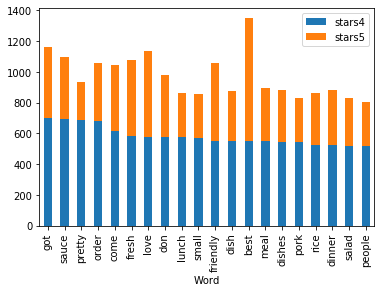 1400
1200
1000
800
600
400
200
0
stars4
stars5
got
sauce
pretty
order
come
fresh
love
don
lunch
small
friendly
dish
best
meal
dishes
pork
rice
dinner
salad
people
Word